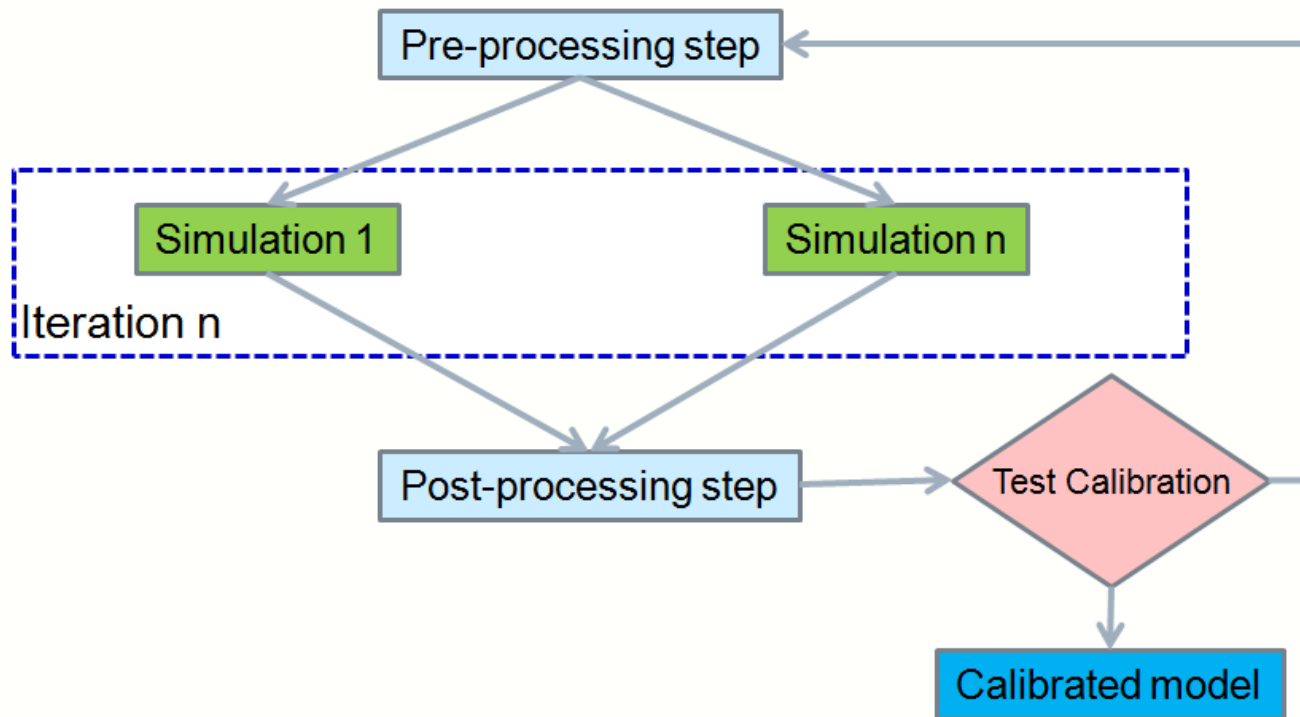 Pre-processing step
Simulation 1
Simulation n
Iteration n
Post-processing step
Test Calibration
Calibrated model